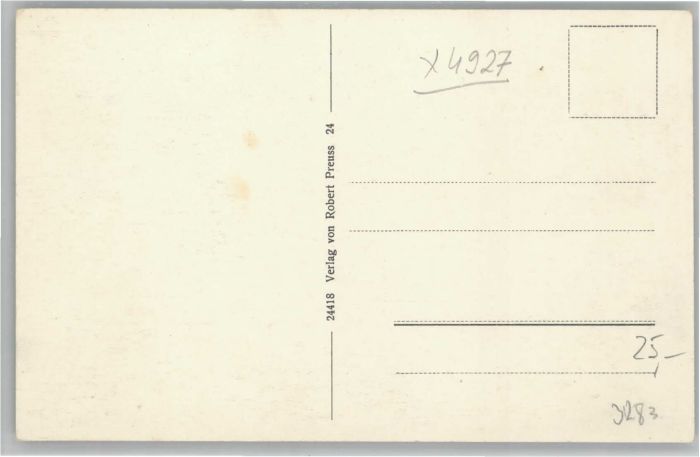 X4927
24418 Verlag von Robert Preuss 24
25,-
3283